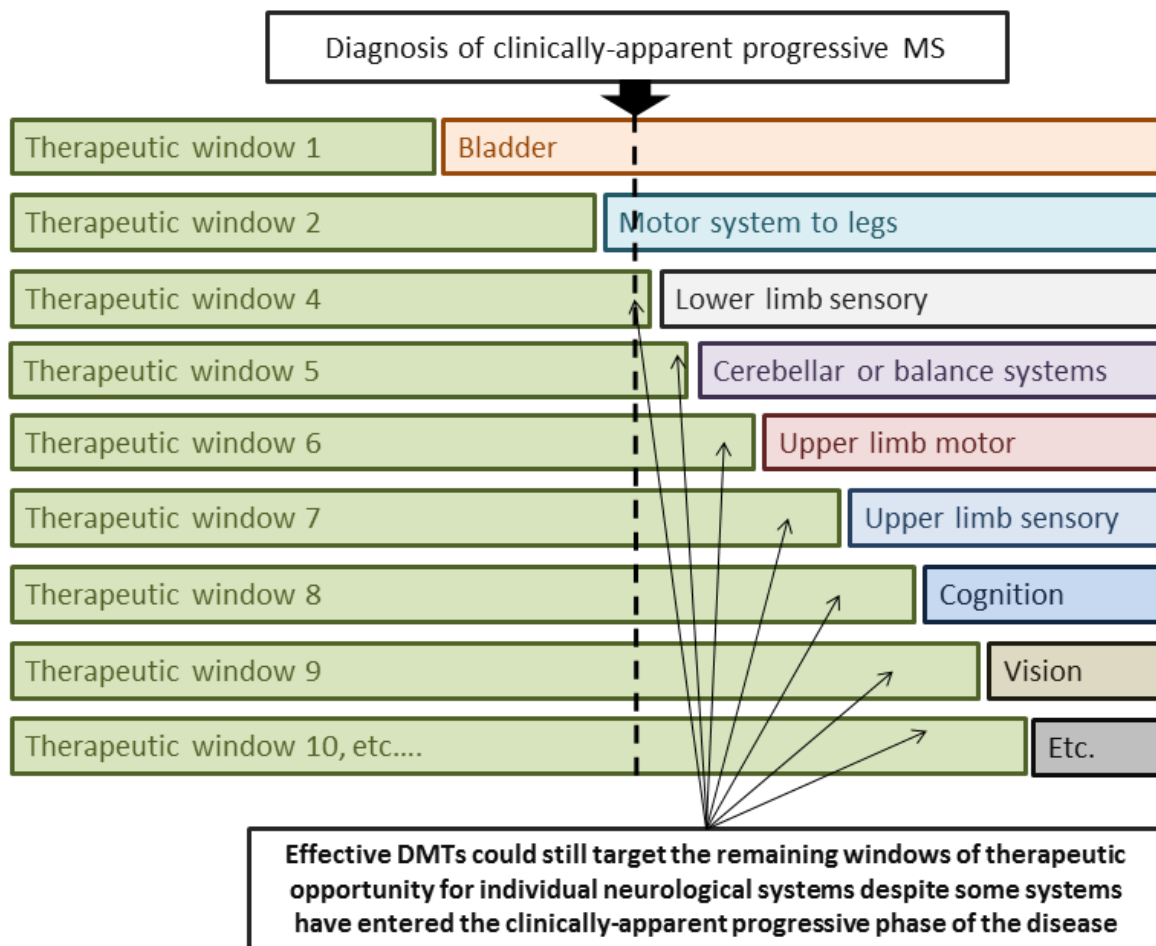 Diagnosis of clinically-apparent progressive MS
Therapeutic window 1
Bladder
Therapeutic window 2
Motor system to legs
Therapeutic window 4
Lower limb sensory
Therapeutic window 5
Cerebellar or balance systems
Therapeutic window 6
Upper limb motor
Therapeutic window 7
Upper limb sensory
Therapeutic window 8
Cognition
Therapeutic window 9
Vision
Therapeutic window 10, etc....
Etc.
Effective DMTs could still target the remaining windows of therapeutic
opportunity for individual neurological systems despite some systems
have entered the clinically-apparent progressive phase of the disease